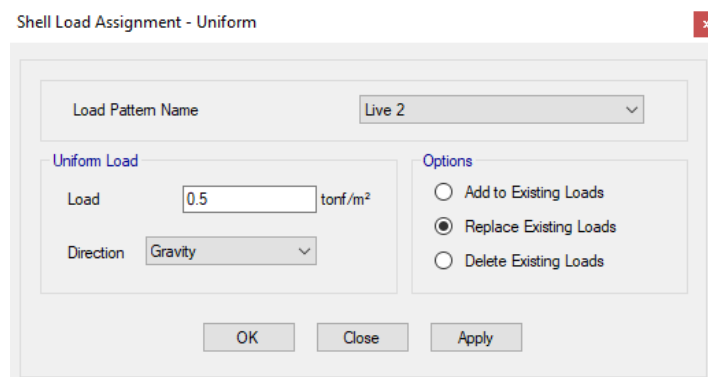 Shell Load Assignment - Uniform
Load Pattern Name
Live 2
Uniform Load
Load
0.5
tonf/m²
Direction
Gravity
Options
Add to Existing Loads
Replace Existing Loads
Delete Existing Loads
OK
Close
Apply